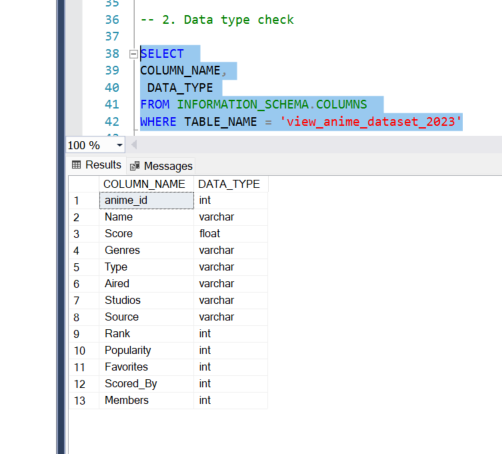 35
36 -- 2. Data type check
37
38 SELECT
39 COLUMN_NAME,
40 DATA_TYPE
41 FROM INFORMATION_SCHEMA.COLUMNS
42 WHERE TABLE_NAME = 'view_anime_dataset_2023'
100 %
Results Messages
COLUMN_NAME DATA_TYPE
1 anime_id int
2 Name varchar
3 Score float
4 Genres varchar
5 Type varchar
6 Aired varchar
7 Studios varchar
8 Source varchar
9 Rank int
10 Popularity int
11 Favorites int
12 Scored_By int
13 Members int